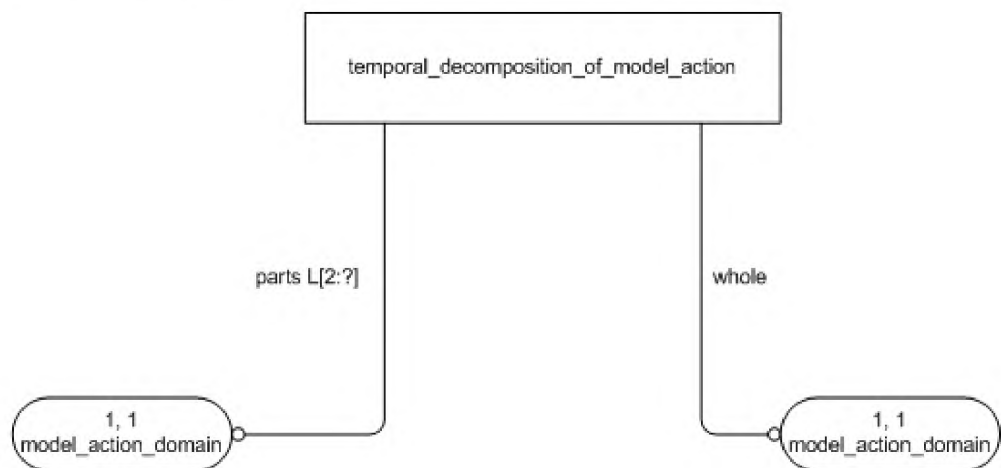 temporal_decomposition_of_model_action
parts L[2:?]
whole
1, 1
model_action_domain
1, 1
model_action_domain